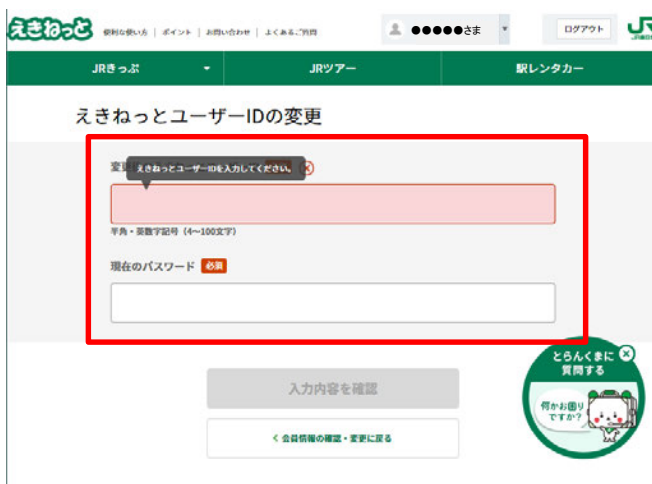 えきねっと 便利な使い方 | ポイント | お問い合わせ | よくあるご質問 ●●●●●さま ログアウト JR
JRきっぷ JRツアー 駅レンタカー
えきねっとユーザーIDの変更
えきねっとユーザーIDを入力してください。
半角・英数字記号（4～100文字）
現在のパスワード 必須
入力内容を確認
< 会員情報の確認・変更に戻る
とらんくまに
質問する
何かお困り
ですか?